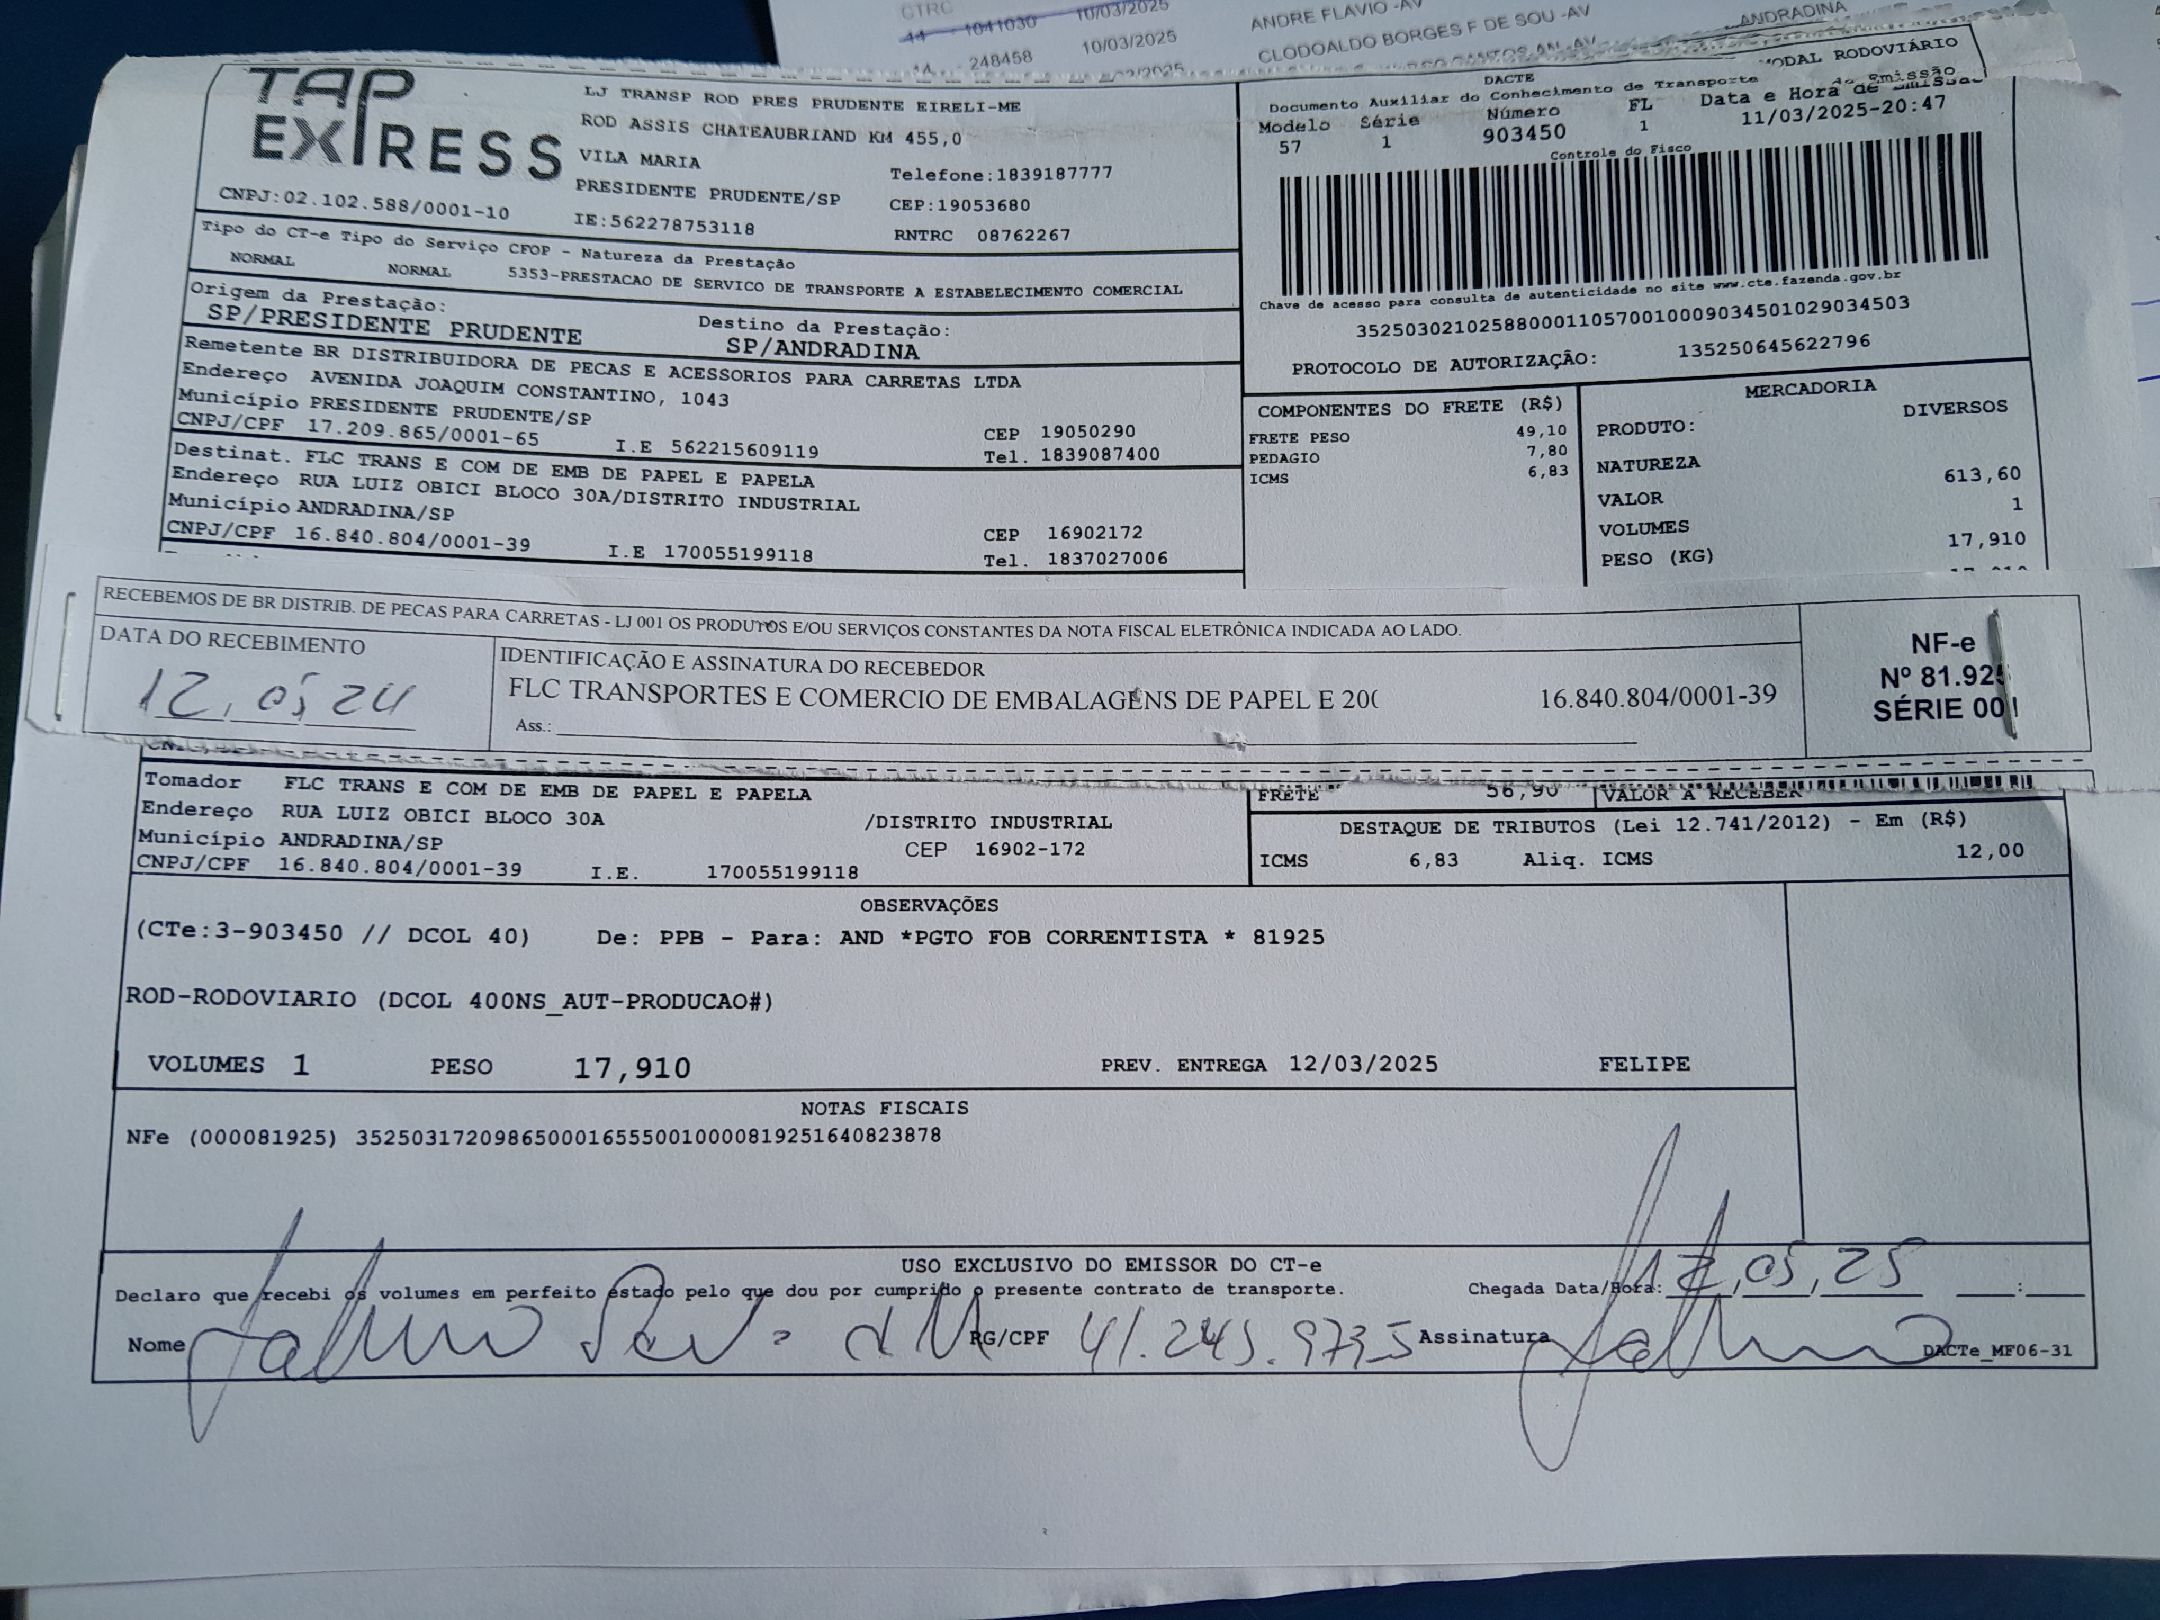 CTRC
44 1041030 10/03/2025 ANDRE FLAVIO -AV ANDRADINA
14 248458 10/03/2025 CLODOALDO BORGES F DE SOU -AV
TAP EXPRESS
CNPJ:02.102.588/0001-10
LJ TRANSP ROD PRES PRUDENTE EIRELI-ME
ROD ASSIS CHATEAUBRIAND KM 455,0
VILA MARIA
Telefone:1839187777
PRESIDENTE PRUDENTE/SP
CEP:19053680
IE:562278753118
RNTRC 08762267
DACTE
MODAL RODOVIÁRIO
Documento Auxiliar do Conhecimento de Transporte
Modelo Série Número FL Data e Hora de Emissão
57 1 903450 1 11/03/2025-20:47
Controle do Fisco
Chave de acesso para consulta de autenticidade no site www.cte.fazenda.gov.br
35250302102588000110570010009034501029034503
PROTOCOLO DE AUTORIZAÇÃO: 135250645622796
Tipo do CT-e Tipo do Serviço CFOP - Natureza da Prestação
NORMAL NORMAL 5353-PRESTACAO DE SERVICO DE TRANSPORTE A ESTABELECIMENTO COMERCIAL
Origem da Prestação:
SP/PRESIDENTE PRUDENTE
Destino da Prestação:
SP/ANDRADINA
Remetente BR DISTRIBUIDORA DE PECAS E ACESSORIOS PARA CARRETAS LTDA
Endereço AVENIDA JOAQUIM CONSTANTINO, 1043
Município PRESIDENTE PRUDENTE/SP
CEP 19050290
CNPJ/CPF 17.209.865/0001-65 I.E 562215609119
Tel. 1839087400
Destinat. FLC TRANS E COM DE EMB DE PAPEL E PAPELA
Endereço RUA LUIZ OBICI BLOCO 30A/DISTRITO INDUSTRIAL
Município ANDRADINA/SP
CEP 16902172
CNPJ/CPF 16.840.804/0001-39 I.E 170055199118
Tel. 1837027006
COMPONENTES DO FRETE (R$)
FRETE PESO 49,10
PEDAGIO 7,80
ICMS 6,83
MERCADORIA
PRODUTO: DIVERSOS
NATUREZA
VALOR 613,60
VOLUMES 1
PESO (KG) 17,910
RECEBEMOS DE BR DISTRIB. DE PECAS PARA CARRETAS - LJ 001 OS PRODUTOS E/OU SERVIÇOS CONSTANTES DA NOTA FISCAL ELETRÔNICA INDICADA AO LADO.
DATA DO RECEBIMENTO
12,05,24
IDENTIFICAÇÃO E ASSINATURA DO RECEBEDOR
FLC TRANSPORTES E COMERCIO DE EMBALAGENS DE PAPEL E 200 16.840.804/0001-39
Ass.:
NF-e
Nº 81.925
SÉRIE 001
Tomador FLC TRANS E COM DE EMB DE PAPEL E PAPELA
Endereço RUA LUIZ OBICI BLOCO 30A /DISTRITO INDUSTRIAL
Município ANDRADINA/SP CEP 16902-172
CNPJ/CPF 16.840.804/0001-39 I.E. 170055199118
FRETE 56,90 VALOR A RECEBER
DESTAQUE DE TRIBUTOS (Lei 12.741/2012) - Em (R$)
ICMS 6,83 Aliq. ICMS 12,00
OBSERVAÇÕES
(CTe:3-903450 // DCOL 40) De: PPB - Para: AND *PGTO FOB CORRENTISTA * 81925
ROD-RODOVIARIO (DCOL 400NS_AUT-PRODUCAO#)
VOLUMES 1 PESO 17,910 PREV. ENTREGA 12/03/2025 FELIPE
NOTAS FISCAIS
NFe (000081925) 35250317209865000165550010000819251640823878
USO EXCLUSIVO DO EMISSOR DO CT-e
Declaro que recebi os volumes em perfeito estado pelo que dou por cumprido o presente contrato de transporte. Chegada Data/Hora: 12,05,25 :
Nome RG/CPF 41.245.973-5 Assinatura DACTe_MF06-31